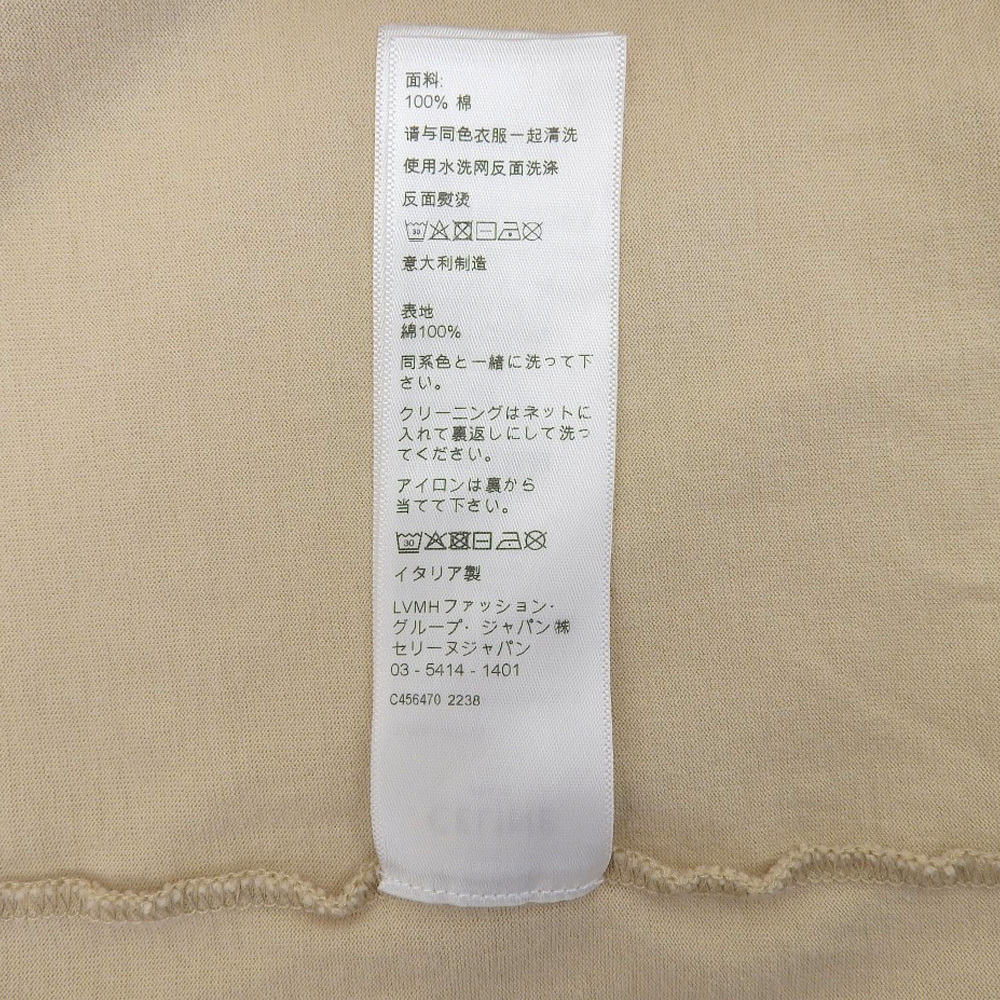 面料:
100% 棉
请与同色衣服一起清洗
使用水洗网反面洗涤
反面熨烫
30
意大利制造
表地
綿100%
同系色と一緒に洗って下
さい。
クリーニングはネットに
入れて裏返しにして洗っ
てください。
アイロンは裏から
当てて下さい。
30
イタリア製
LVMHファッション・
グループ・ジャパン㈱
セリーヌジャパン
03 - 5414 - 1401
C456470 2238